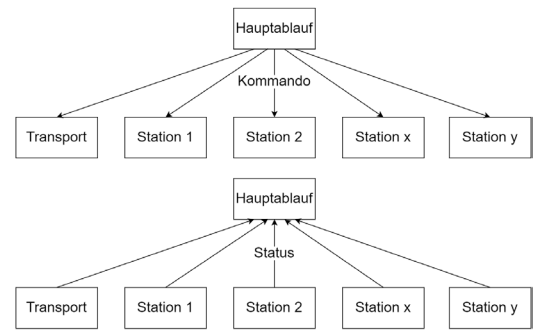 Hauptablauf
Kommando
Transport
Station 1
Station 2
Station x
Station y
Hauptablauf
Status
Transport
Station 1
Station 2
Station x
Station y